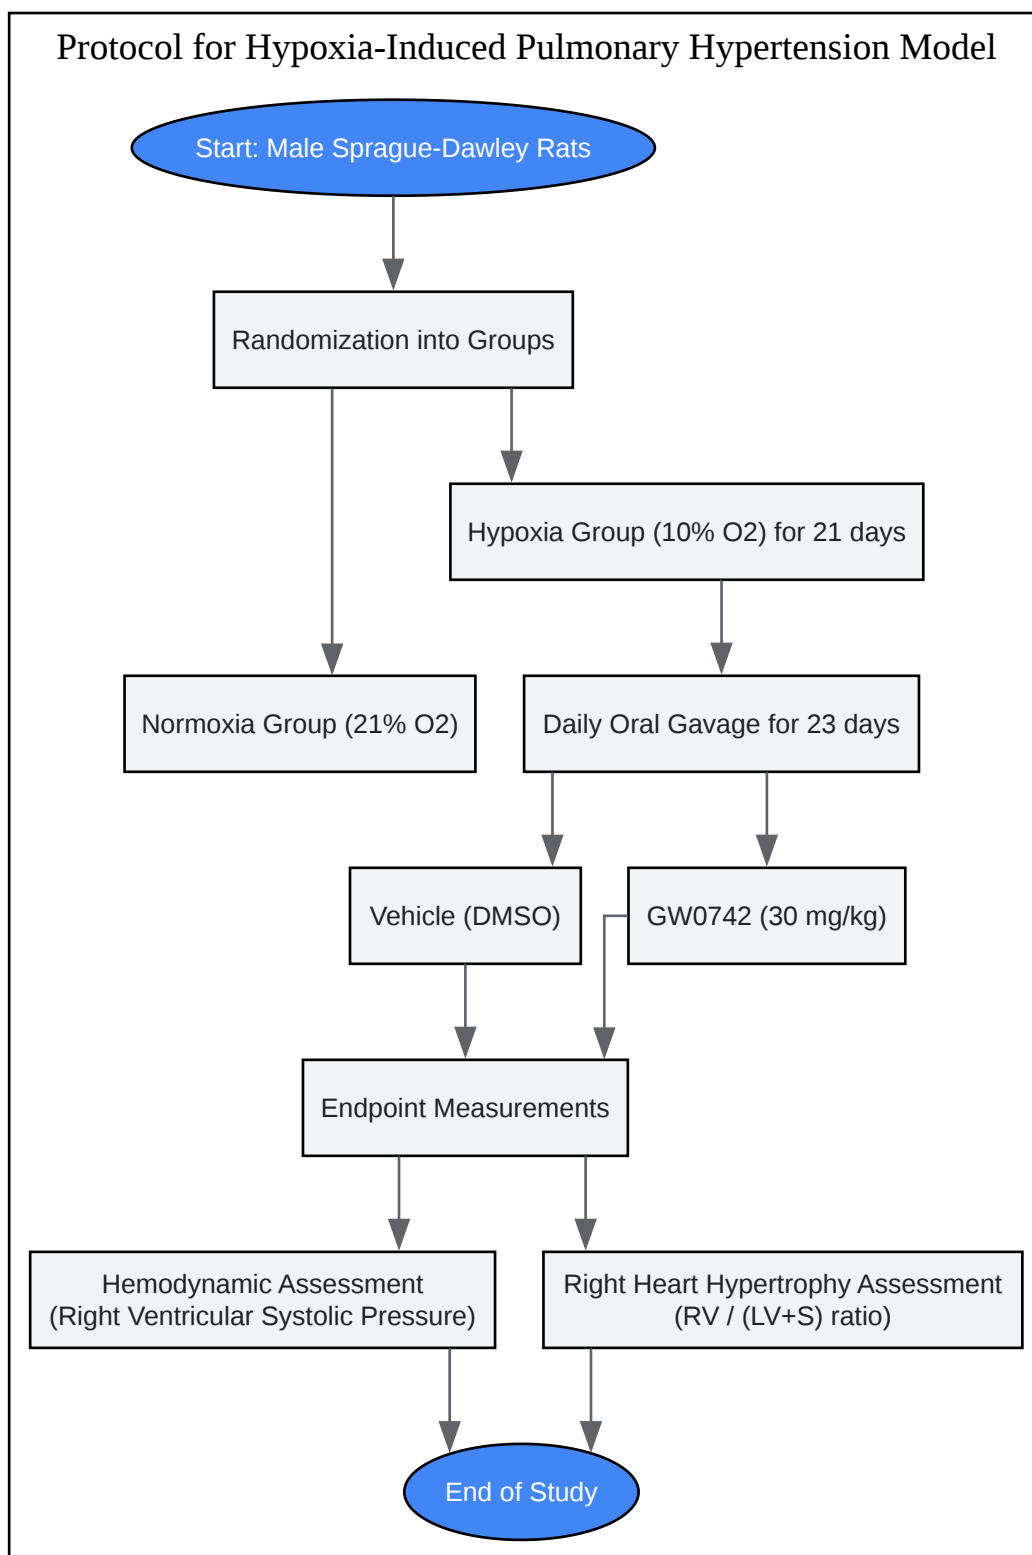 Protocol for Hypoxia-Induced Pulmonary Hypertension Model
Start: Male Sprague-Dawley Rats
Randomization into Groups
Hypoxia Group (10% O2) for 21 days
Normoxia Group (21% O2)
Daily Oral Gavage for 23 days
Vehicle (DMSO)
GW0742 (30 mg/kg)
Endpoint Measurements
Hemodynamic Assessment
(Right Ventricular Systolic Pressure)
Right Heart Hypertrophy Assessment
(RV / (LV+S) ratio)
End of Study